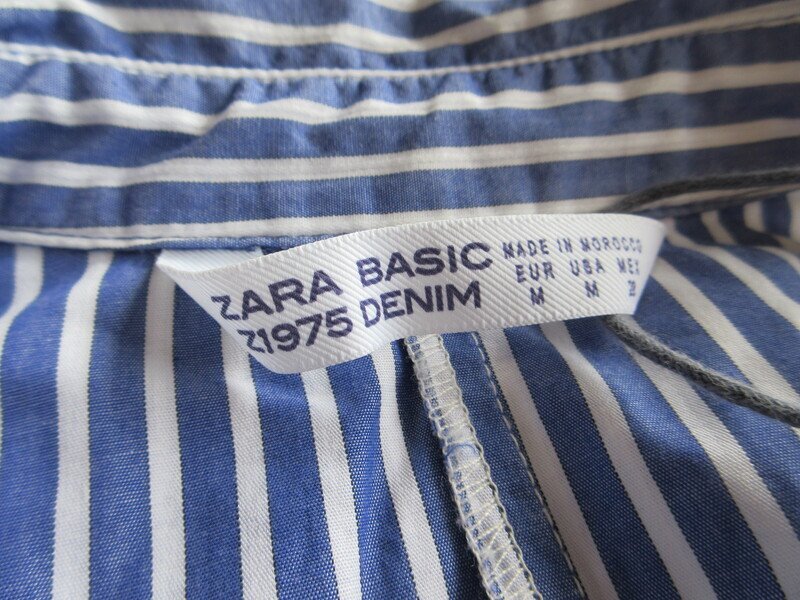 ZARA BASIC
Z1975 DENIM
MADE IN MOROCCO
EUR USA MEX
M M